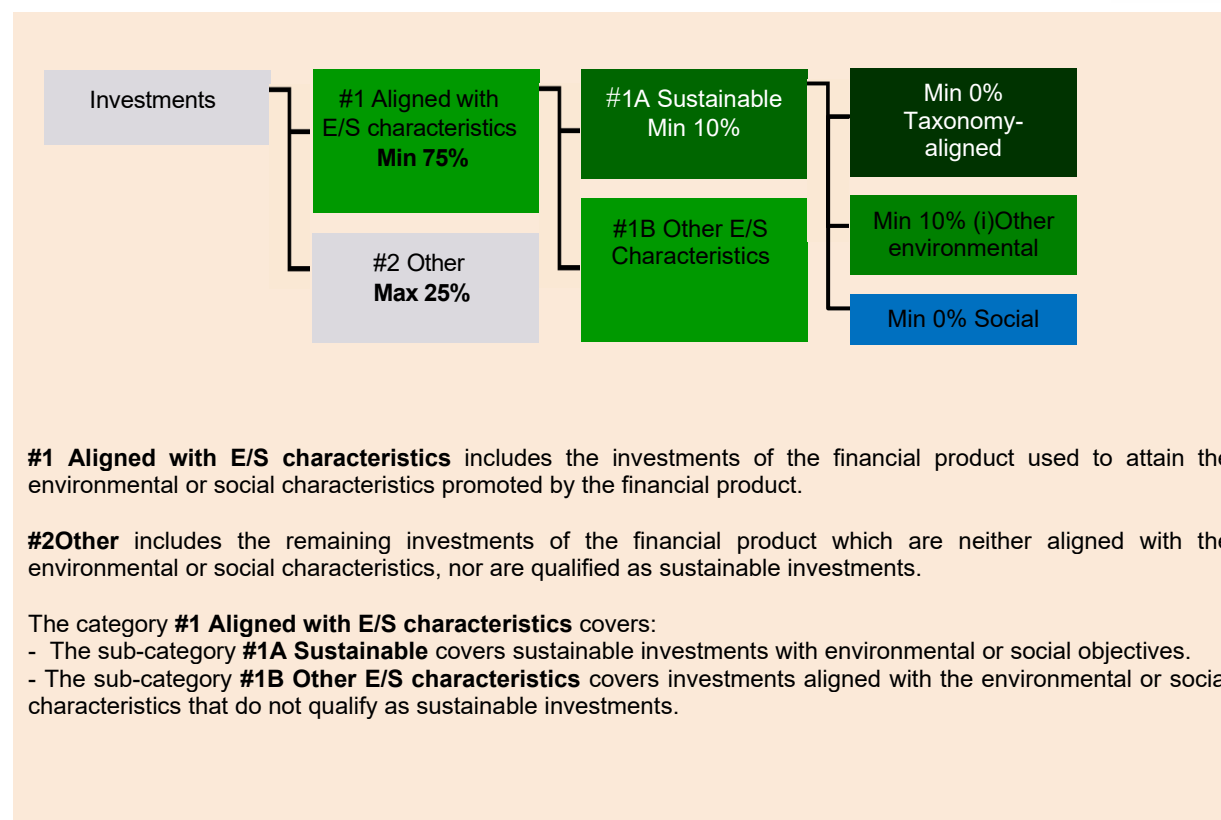 Investments
#1 Aligned with
E/S characteristics
Min 75%
#2 Other
Max 25%
#1A Sustainable
Min 10%
#1B Other E/S
Characteristics
Min 0%
Taxonomy-
aligned
Min 10% (i)Other
environmental
Min 0% Social
#1 Aligned with E/S characteristics includes the investments of the financial product used to attain the
environmental or social characteristics promoted by the financial product.
#2Other includes the remaining investments of the financial product which are neither aligned with the
environmental or social characteristics, nor are qualified as sustainable investments.
The category #1 Aligned with E/S characteristics covers:
- The sub-category #1A Sustainable covers sustainable investments with environmental or social objectives.
- The sub-category #1B Other E/S characteristics covers investments aligned with the environmental or social
characteristics that do not qualify as sustainable investments.